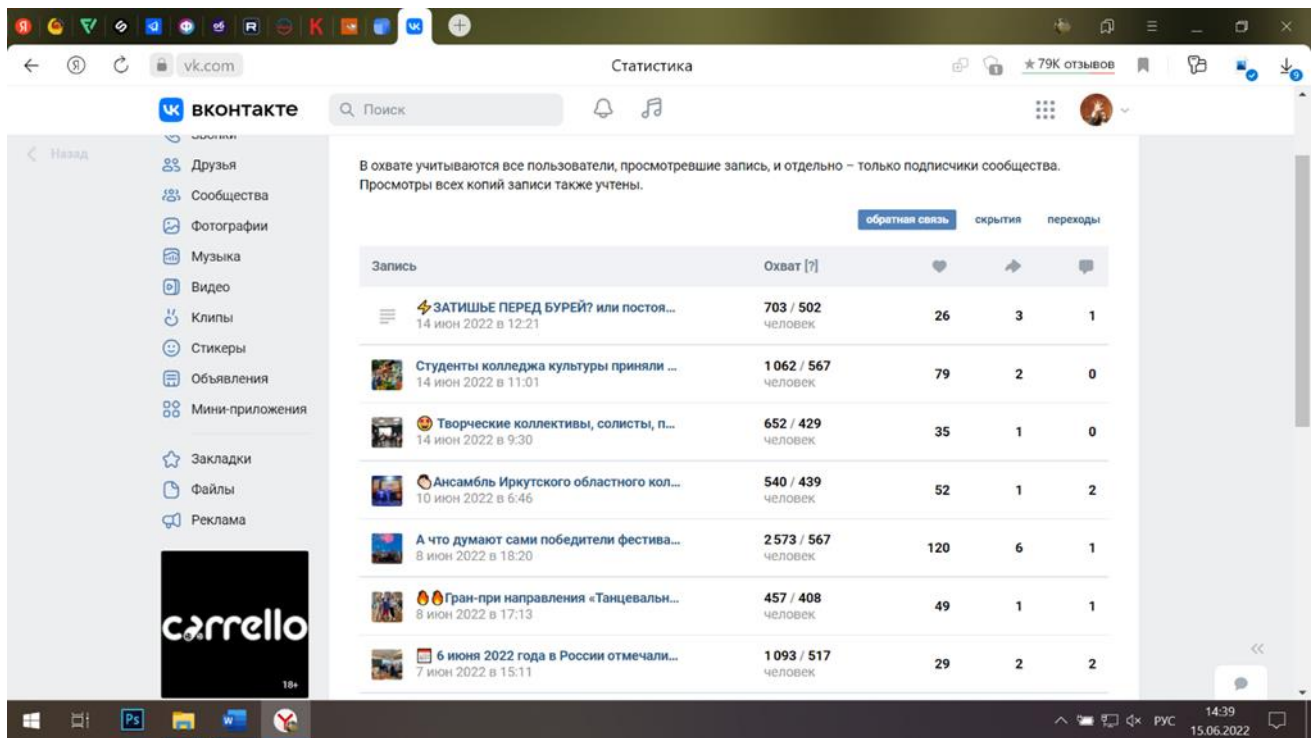 vk.com
Статистика
79K отзывов
1
9
Назад
вконтакте
Поиск
Звонки
Друзья
Сообщества
Фотографии
Музыка
Видео
Клипы
Стикеры
Объявления
Мини-приложения
Закладки
Файлы
Реклама
carrello
18+
В охвате учитываются все пользователи, просмотревшие запись, и отдельно – только подписчики сообщества.
Просмотры всех копий записи также учтены.
обратная связь скрытия переходы
Запись Охват [?]
ЗАТИШЬЕ ПЕРЕД БУРЕЙ? или постоя... 703 / 502 26 3 1
14 июн 2022 в 12:21 человек
Студенты колледжа культуры приняли ... 1 062 / 567 79 2 0
14 июн 2022 в 11:01 человек
Творческие коллективы, солисты, п... 652 / 429 35 1 0
14 июн 2022 в 9:30 человек
Ансамбль Иркутского областного кол... 540 / 439 52 1 2
10 июн 2022 в 6:46 человек
А что думают сами победители фестива... 2 573 / 567 120 6 1
8 июн 2022 в 18:20 человек
Гран-при направления «Танцевальн... 457 / 408 49 1 1
8 июн 2022 в 17:13 человек
6 июня 2022 года в России отмечали... 1 093 / 517 29 2 2
7 июн 2022 в 15:11 человек
Ps
РУС
14:39
15.06.2022